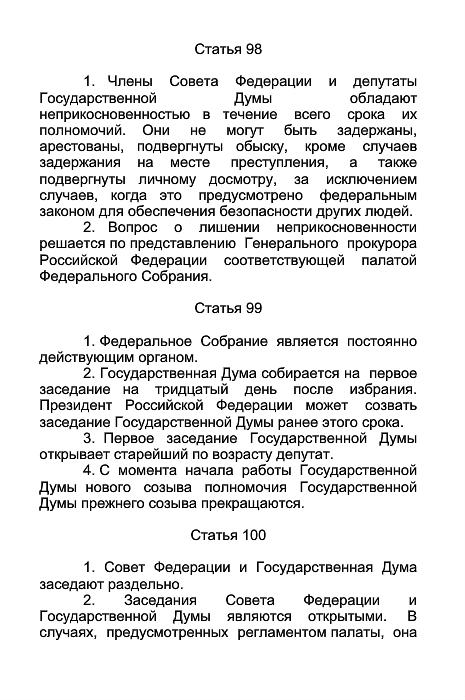 Статья 98
1. Члены Совета Федерации и депутаты
Государственной Думы обладают
неприкосновенностью в течение всего срока их
полномочий. Они не могут быть задержаны,
арестованы, подвергнуты обыску, кроме случаев
задержания на месте преступления, а также
подвергнуты личному досмотру, за исключением
случаев, когда это предусмотрено федеральным
законом для обеспечения безопасности других людей.
2. Вопрос о лишении неприкосновенности
решается по представлению Генерального прокурора
Российской Федерации соответствующей палатой
Федерального Собрания.
Статья 99
1. Федеральное Собрание является постоянно
действующим органом.
2. Государственная Дума собирается на первое
заседание на тридцатый день после избрания.
Президент Российской Федерации может созвать
заседание Государственной Думы ранее этого срока.
3. Первое заседание Государственной Думы
открывает старейший по возрасту депутат.
4. С момента начала работы Государственной
Думы нового созыва полномочия Государственной
Думы прежнего созыва прекращаются.
Статья 100
1. Совет Федерации и Государственная Дума
заседают раздельно.
2. Заседания Совета Федерации и
Государственной Думы являются открытыми. В
случаях, предусмотренных регламентом палаты, она